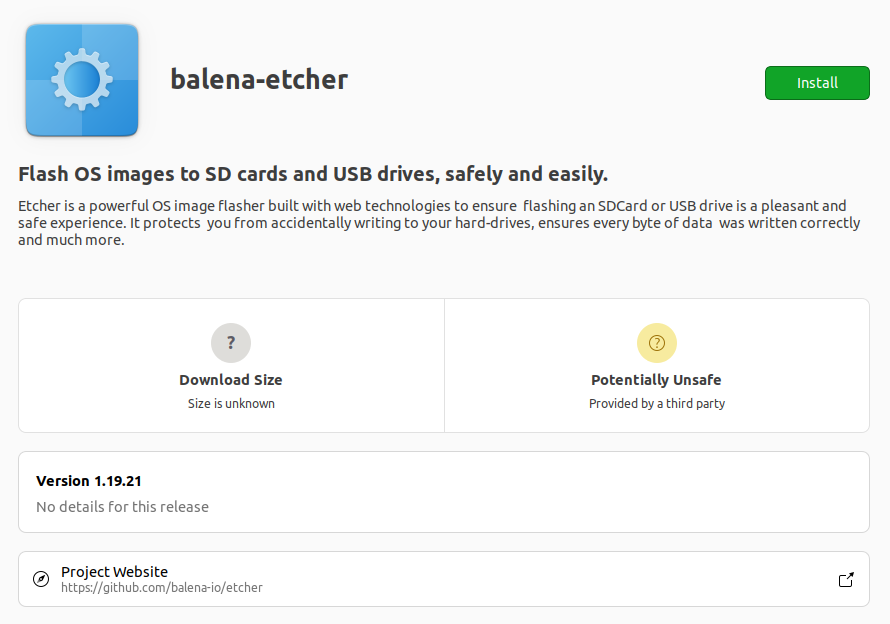 balena-etcher
Install
Flash OS images to SD cards and USB drives, safely and easily.
Etcher is a powerful OS image flasher built with web technologies to ensure  flashing an SDCard or USB drive is a pleasant and
safe experience. It protects  you from accidentally writing to your hard-drives, ensures every byte of data  was written correctly
and much more.
?
Download Size
Size is unknown
?
Potentially Unsafe
Provided by a third party
Version 1.19.21
No details for this release
Project Website
https://github.com/balena-io/etcher